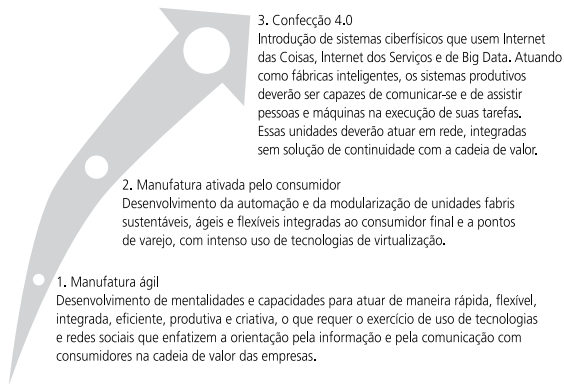 3. Confecção 4.0
Introdução de sistemas ciberfísicos que usem Internet
das Coisas, Internet dos Serviços e de Big Data. Atuando
como fábricas inteligentes, os sistemas produtivos
deverão ser capazes de comunicar-se e de assistir
pessoas e máquinas na execução de suas tarefas.
Essas unidades deverão atuar em rede, integradas
sem solução de continuidade com a cadeia de valor.
2. Manufatura ativada pelo consumidor
Desenvolvimento da automação e da modularização de unidades fabris
sustentáveis, ágeis e flexíveis integradas ao consumidor final e a pontos
de varejo, com intenso uso de tecnologias de virtualização.
1. Manufatura ágil
Desenvolvimento de mentalidades e capacidades para atuar de maneira rápida, flexível,
integrada, eficiente, produtiva e criativa, o que requer o exercício de uso de tecnologias
e redes sociais que enfatizem a orientação pela informação e pela comunicação com
consumidores na cadeia de valor das empresas.